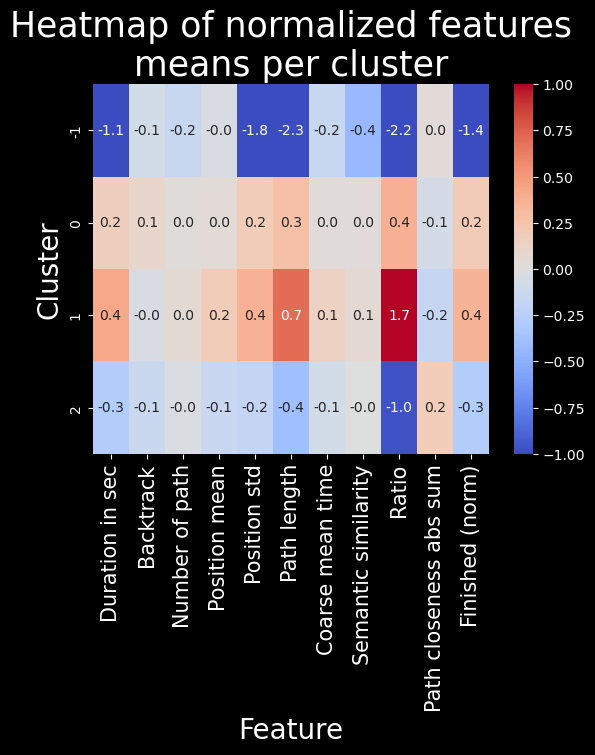 Heatmap of normalized features
means per cluster
Cluster
-1
-1.1 -0.1 -0.2 -0.0 -1.8 -2.3 -0.2 -0.4 -2.2 0.0 -1.4
0
0.2 0.1 0.0 0.0 0.2 0.3 0.0 0.0 0.4 -0.1 0.2
1
0.4 -0.0 0.0 0.2 0.4 0.7 0.1 0.1 1.7 -0.2 0.4
2
-0.3 -0.1 -0.0 -0.1 -0.2 -0.4 -0.1 -0.0 -1.0 0.2 -0.3
1.00
0.75
0.50
0.25
0.00
−0.25
−0.50
−0.75
−1.00
Duration in sec
Backtrack
Number of path
Position mean
Position std
Path length
Coarse mean time
Semantic similarity
Ratio
Path closeness abs sum
Finished (norm)
Feature